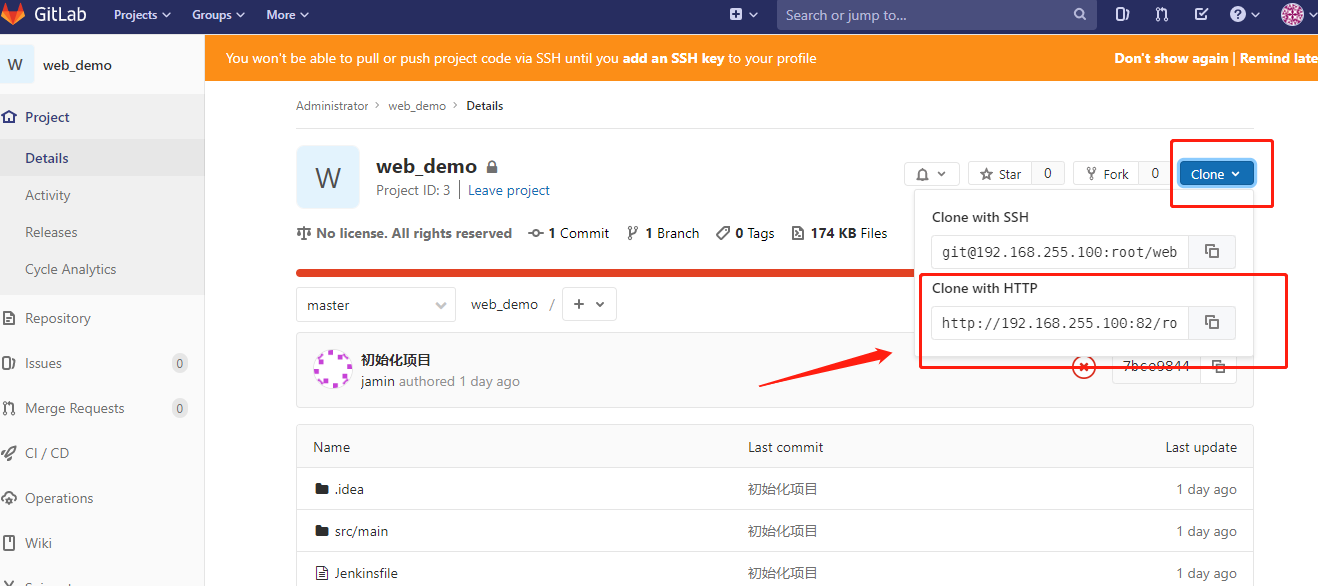 GitLab Projects Groups More Search or jump to...
W web_demo
You won't be able to pull or push project code via SSH until you add an SSH key to your profile Don't show again | Remind late
Project
Details
Activity
Releases
Cycle Analytics
Repository
Issues 0
Merge Requests 0
CI / CD
Operations
Wiki
Administrator > web_demo > Details
W
web_demo
Project ID: 3 Leave project
Star 0 Fork 0 Clone
No license. All rights reserved 1 Commit 1 Branch 0 Tags 174 KB Files
Clone with SSH
git@192.168.255.100:root/web
Clone with HTTP
http://192.168.255.100:82/ro
master web_demo / +
初始化项目
jamin authored 1 day ago
7bce9844
Name Last commit Last update
.idea 初始化项目 1 day ago
src/main 初始化项目 1 day ago
Jenkinsfile 初始化项目 1 day ago